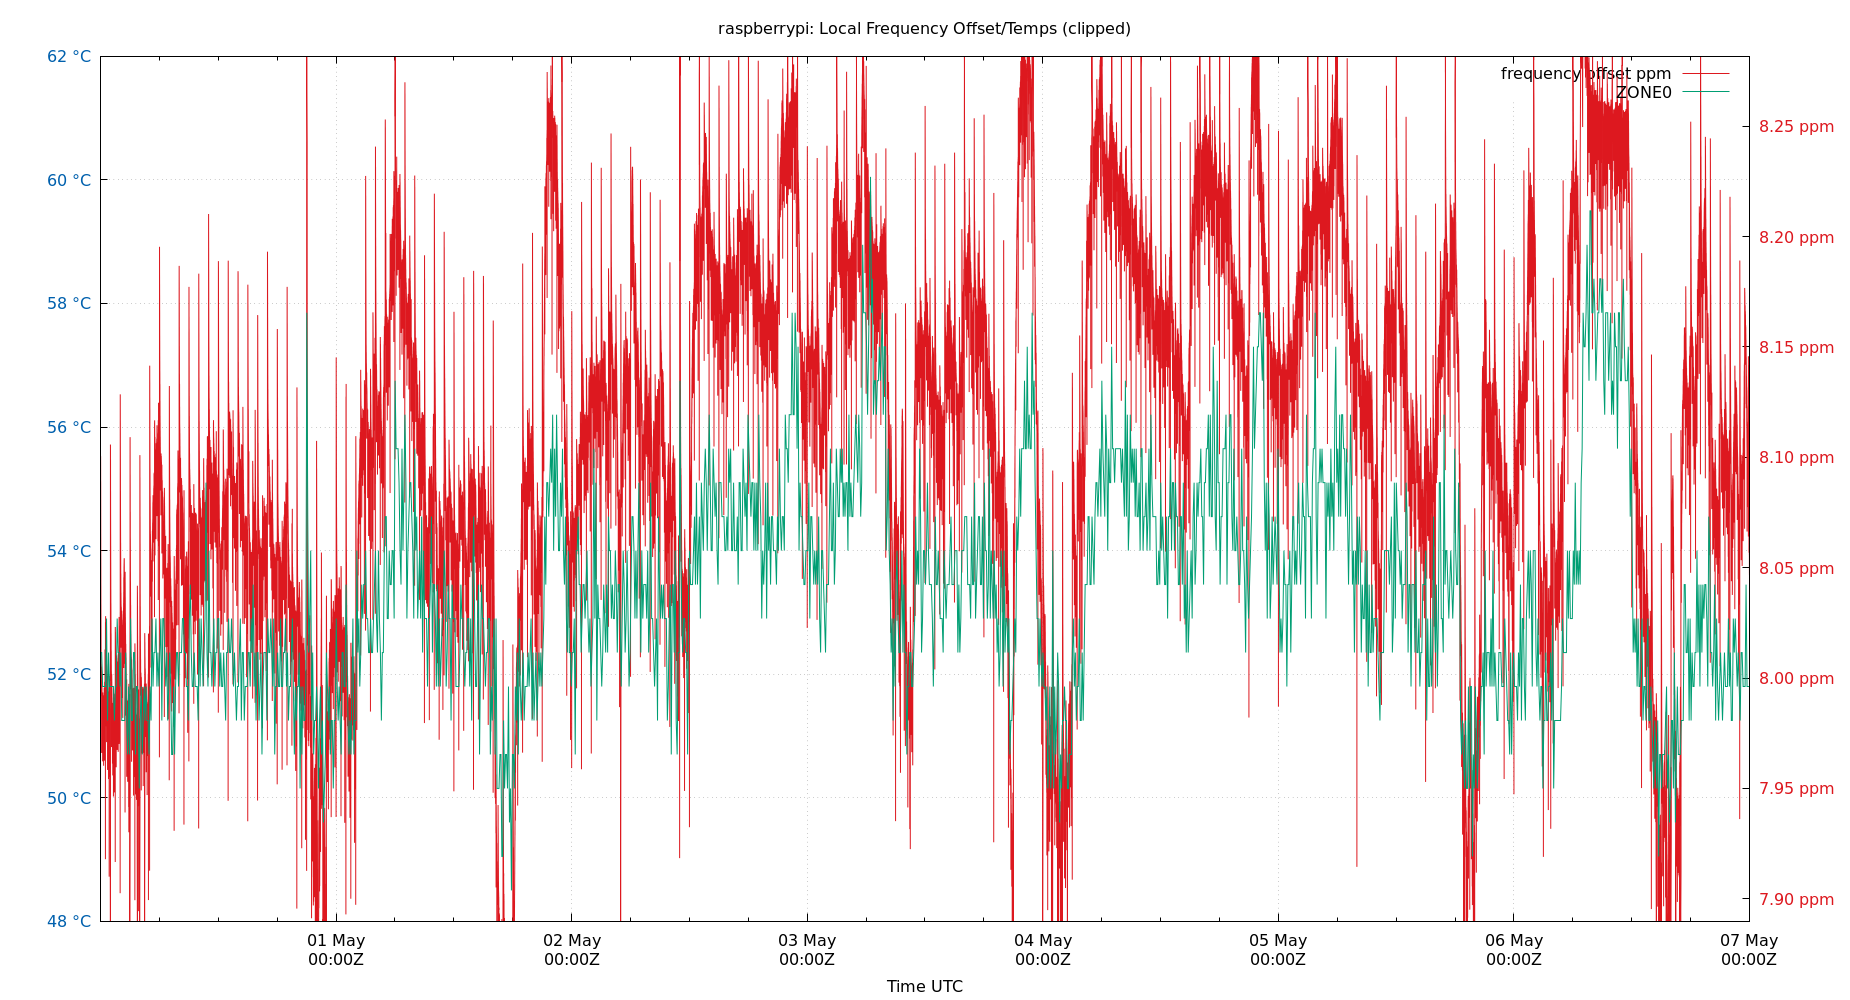 raspberrypi: Local Frequency Offset/Temps (clipped)
62 °C
60 °C
58 °C
56 °C
54 °C
52 °C
50 °C
48 °C
frequency offset ppm
ZONE0
8.25 ppm
8.20 ppm
8.15 ppm
8.10 ppm
8.05 ppm
8.00 ppm
7.95 ppm
7.90 ppm
01 May
00:00Z
02 May
00:00Z
03 May
00:00Z
04 May
00:00Z
05 May
00:00Z
06 May
00:00Z
07 May
00:00Z
Time UTC